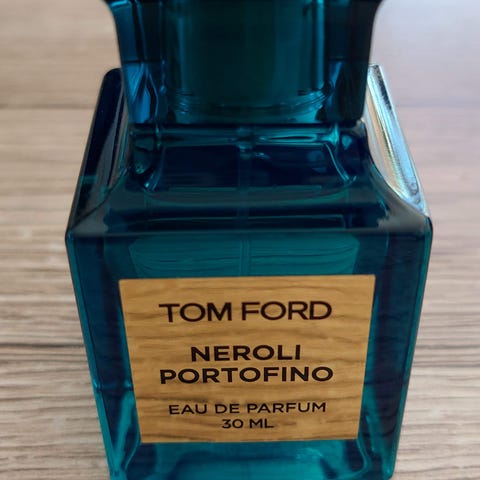 TOM FORD
NEROLI
PORTOFINO
EAU DE PARFUM
30 ML